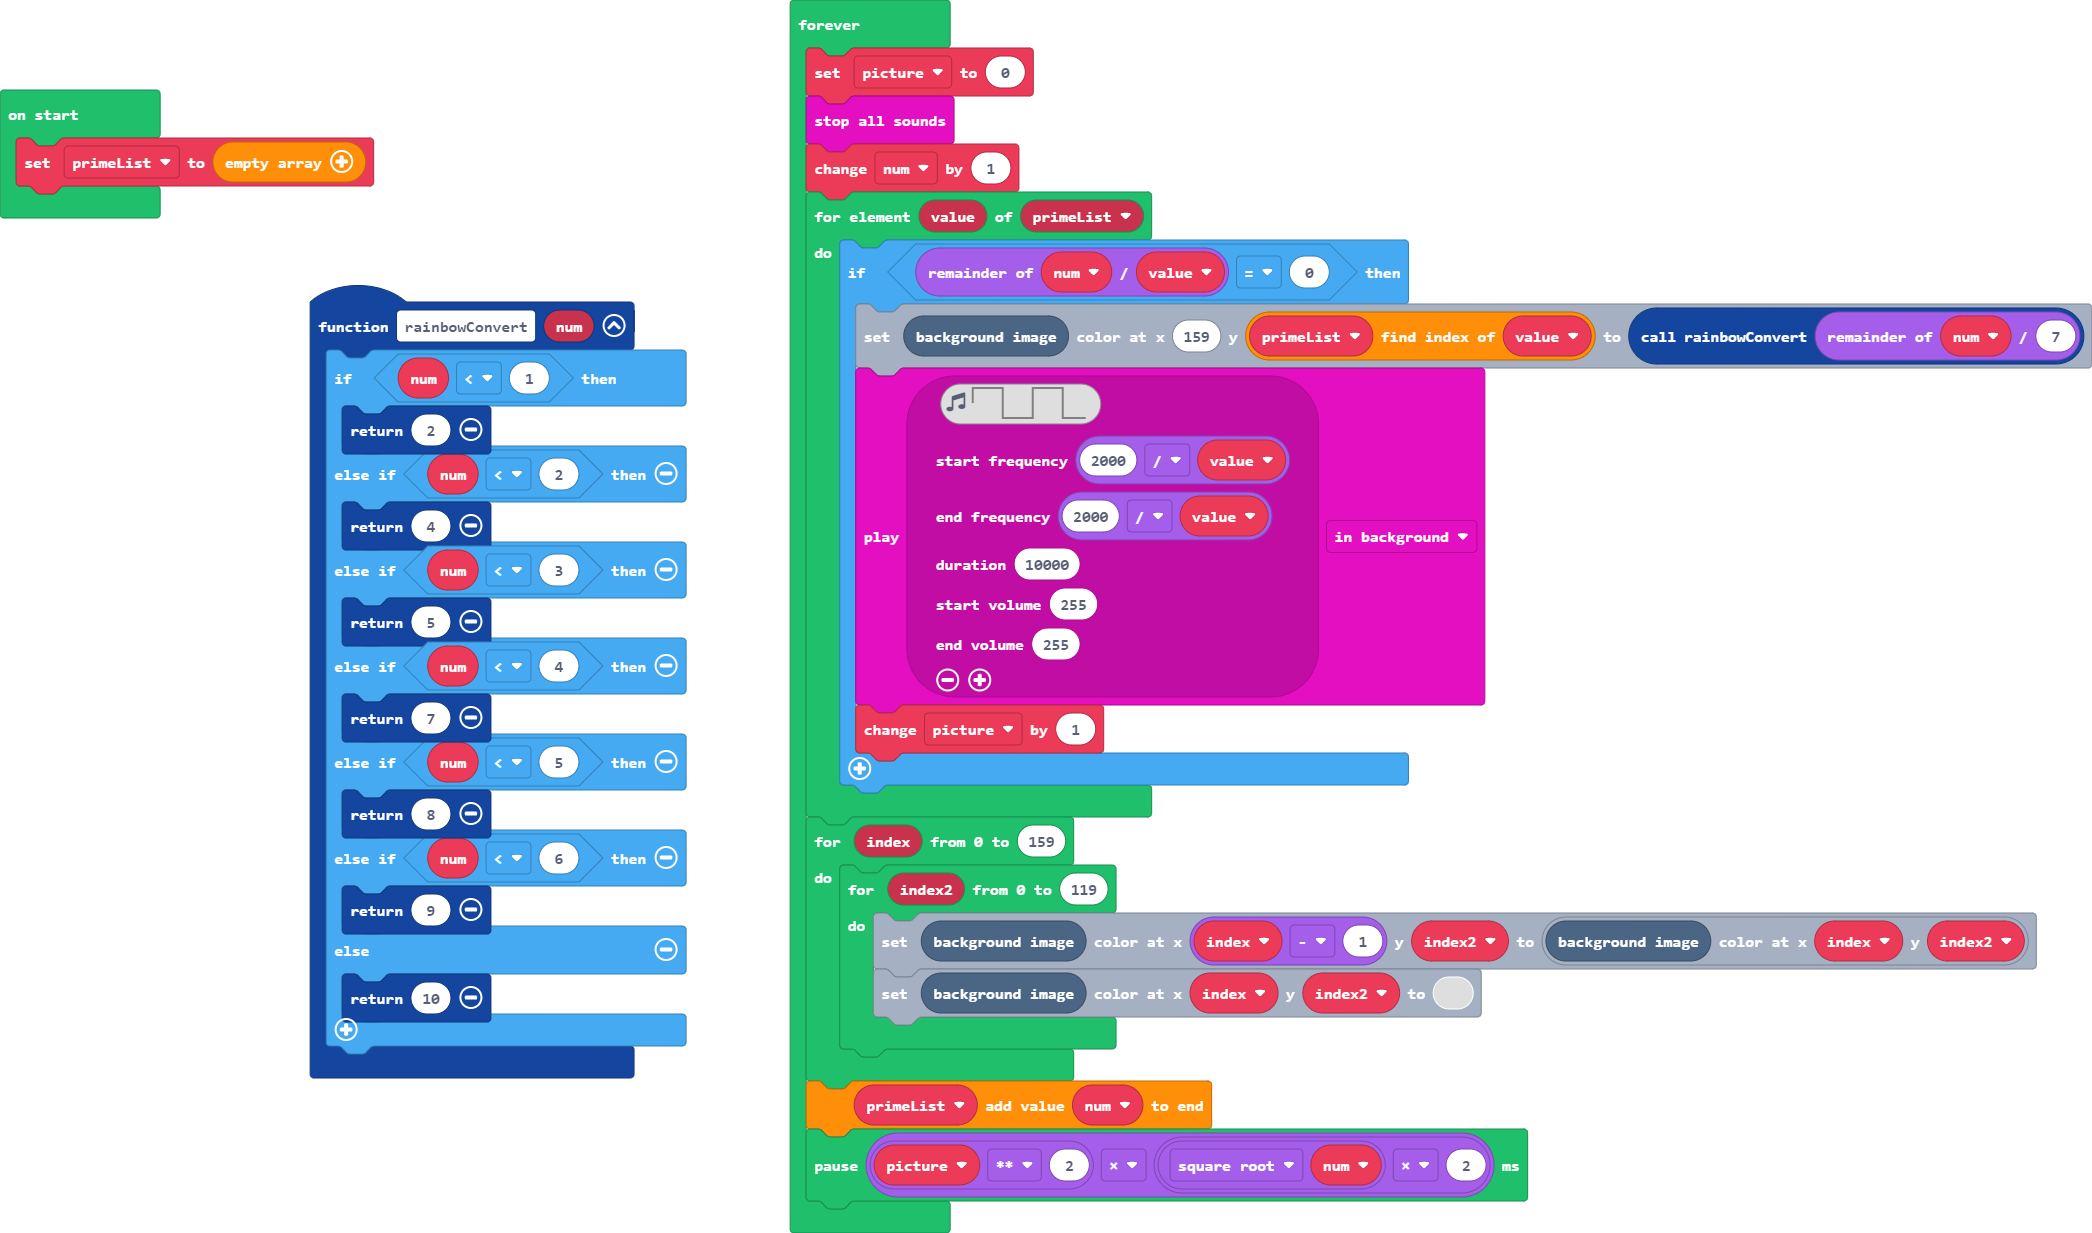 on start
set primeList to empty array
function rainbowConvert num
if num < 1 then
return 2
else if num < 2 then
return 4
else if num < 3 then
return 5
else if num < 4 then
return 7
else if num < 5 then
return 8
else if num < 6 then
return 9
else
return 10
forever
set picture to 0
stop all sounds
change num by 1
for element value of primeList
do
if remainder of num / value = 0 then
set background image color at x 159 y primeList find index of value to call rainbowConvert remainder of num / 7
play
start frequency 2000 / value
end frequency 2000 / value
duration 10000
start volume 255
end volume 255
in background
change picture by 1
for index from 0 to 159
do
for index2 from 0 to 119
do
set background image color at x index - 1 y index2 to background image color at x index y index2
set background image color at x index y index2 to
primeList add value num to end
pause picture ** 2 × square root num × 2 ms